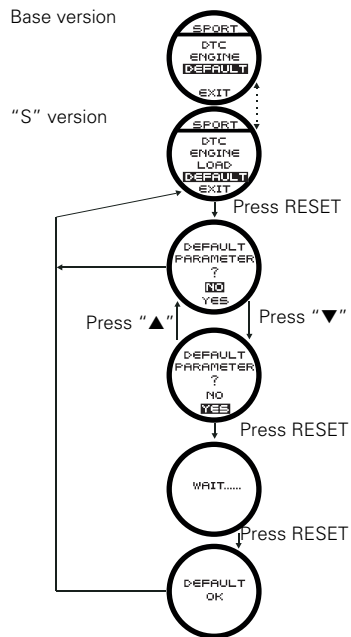 Base version
SPORT
DTC
ENGINE
DEFAULT
EXIT
“S” version
SPORT
DTC
ENGINE
LOAD
DEFAULT
EXIT
Press RESET
DEFAULT
PARAMETER
?
NO
YES
Press “▲”
Press “▼”
DEFAULT
PARAMETER
?
NO
YES
Press RESET
WAIT......
Press RESET
DEFAULT
OK